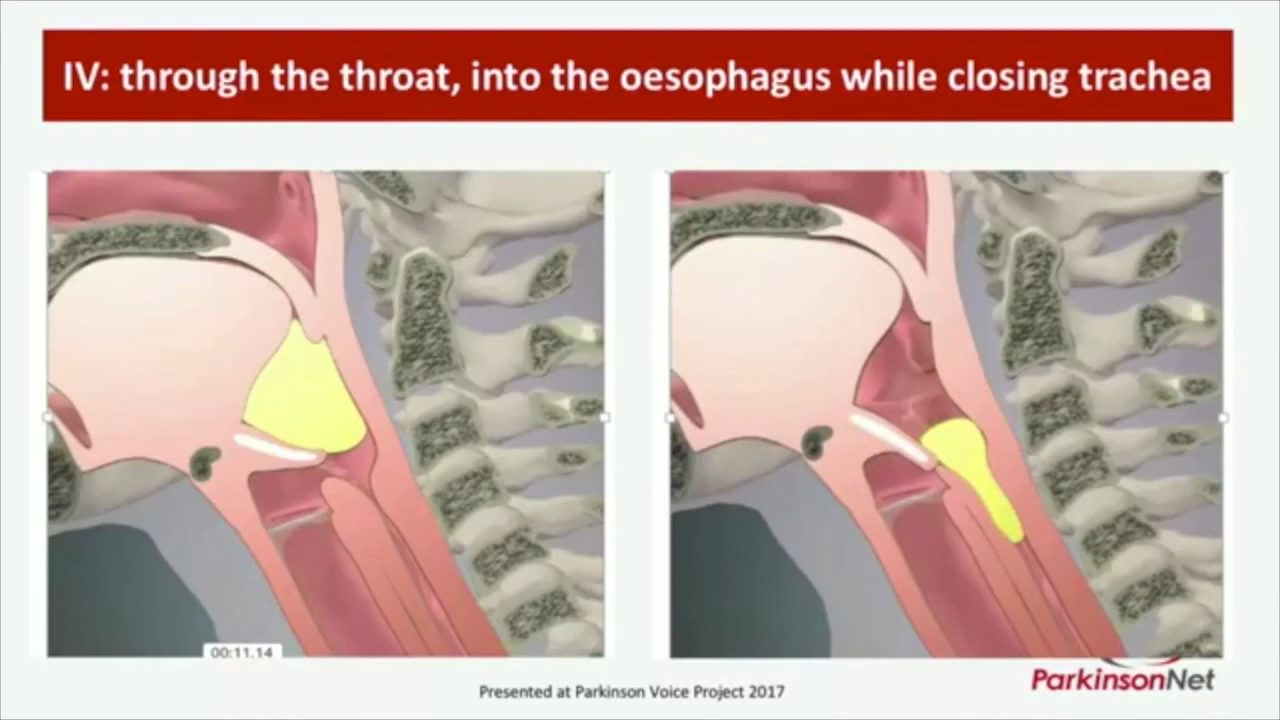 IV: through the throat, into the oesophagus while closing trachea
00:11.14
Presented at Parkinson Voice Project 2017
ParkinsonNet